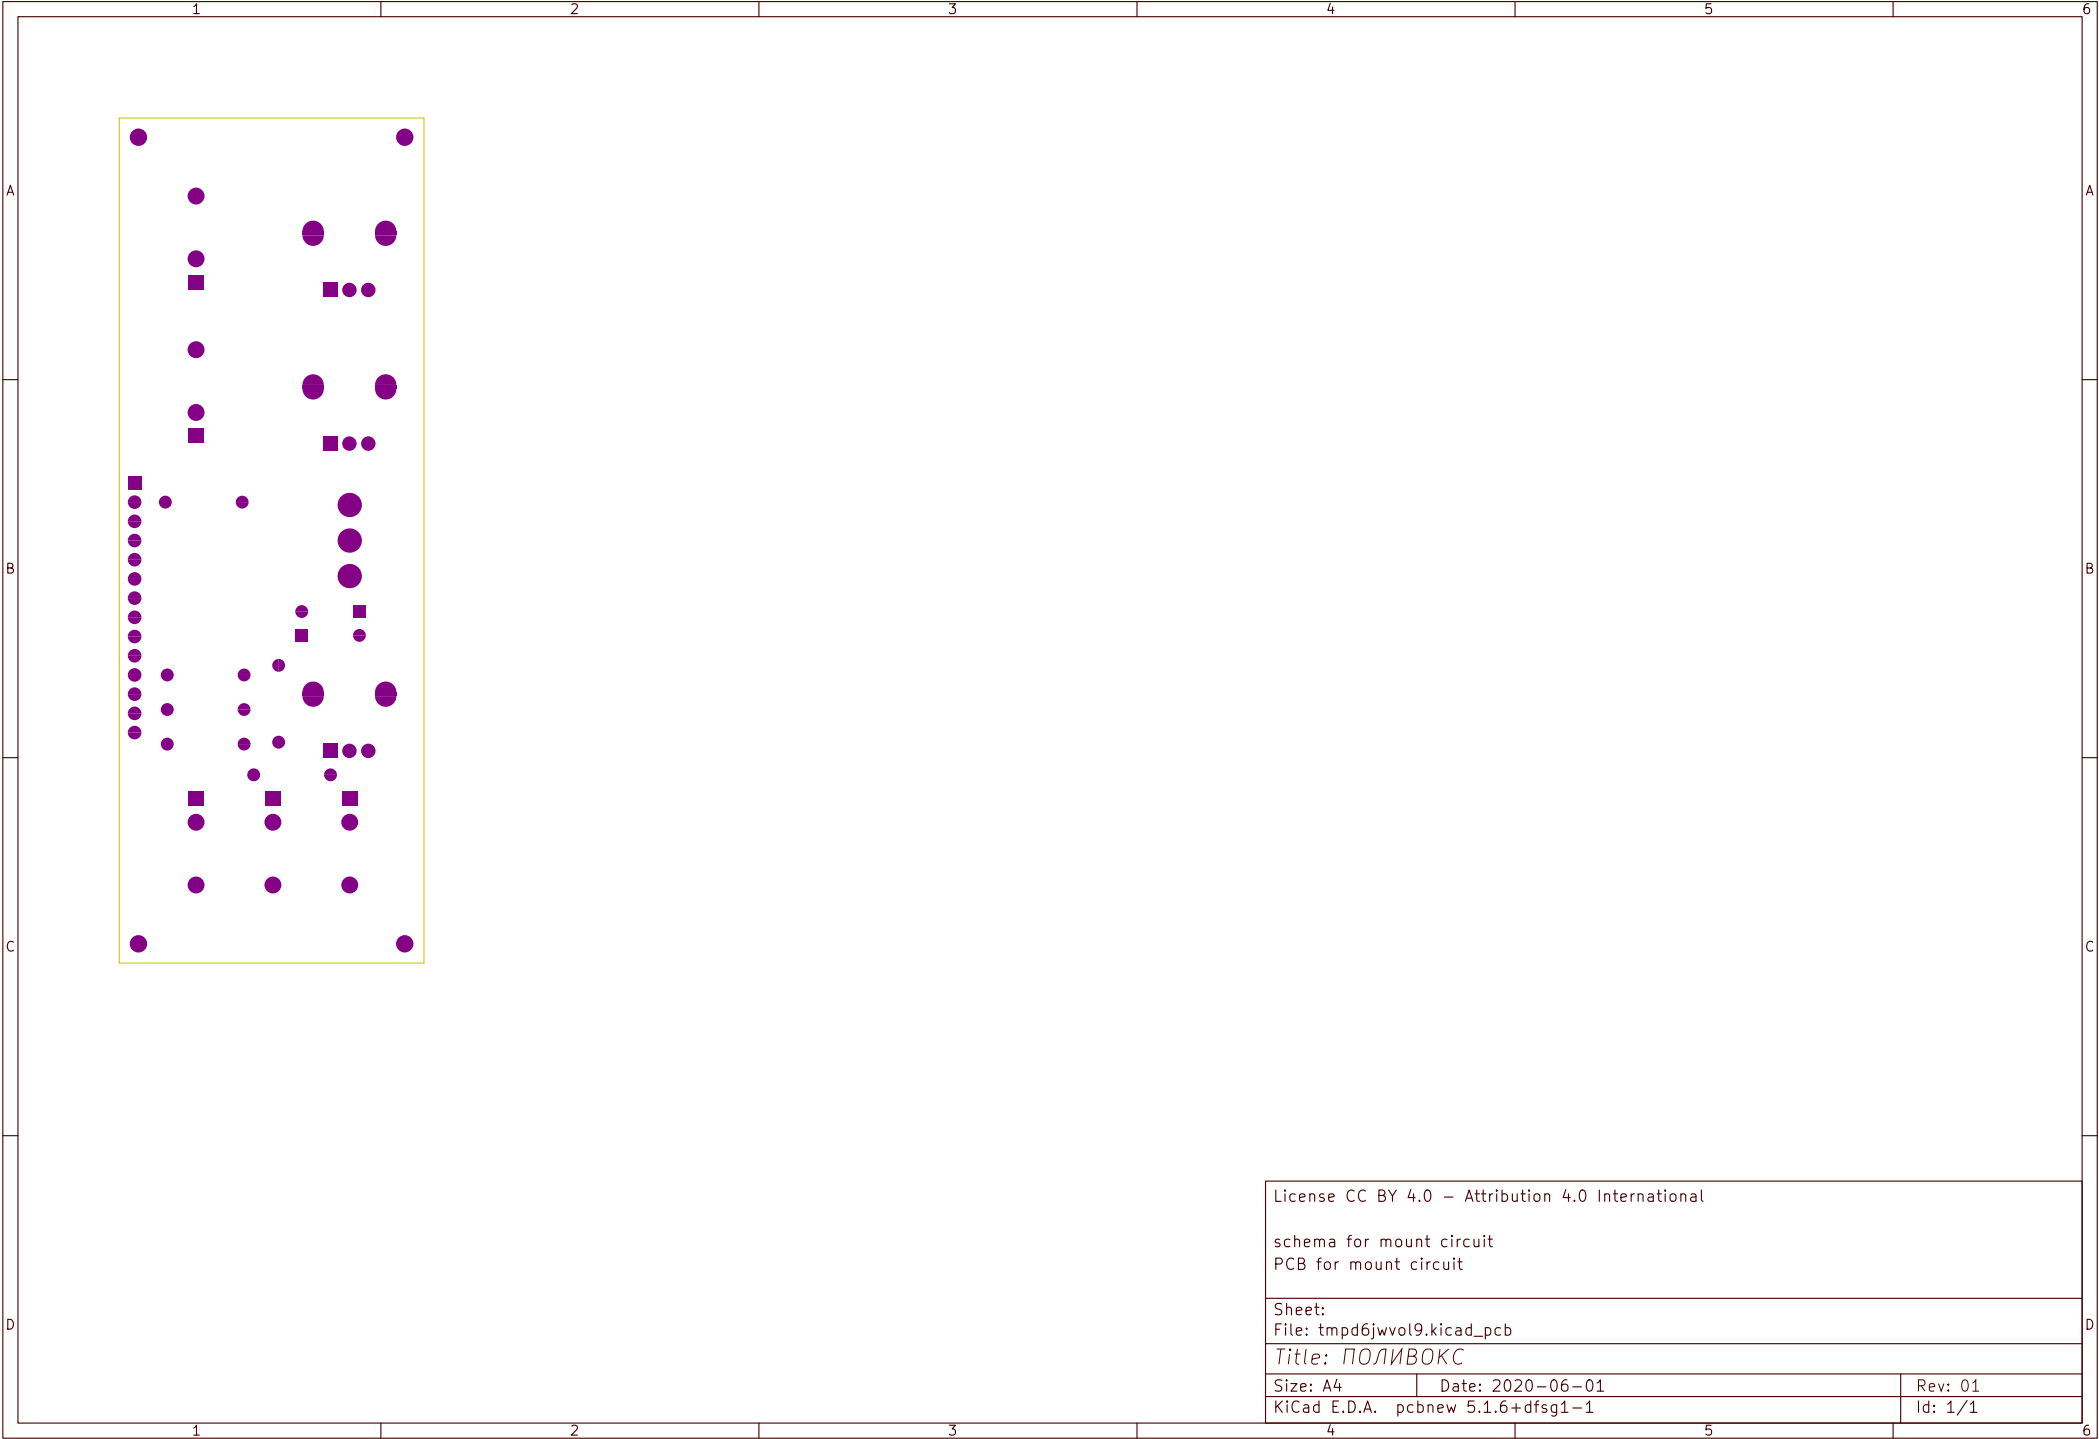 1 2 3 4 5 6
A A
B B
C C
D D
License CC BY 4.0 – Attribution 4.0 International
schema for mount circuit
PCB for mount circuit
Sheet:
File: tmpd6jwvol9.kicad_pcb
Title: ПОЛИВОКС
Size: A4 Date: 2020-06-01 Rev: 01
KiCad E.D.A. pcbnew 5.1.6+dfsg1-1 Id: 1/1
1 2 3 4 5 6